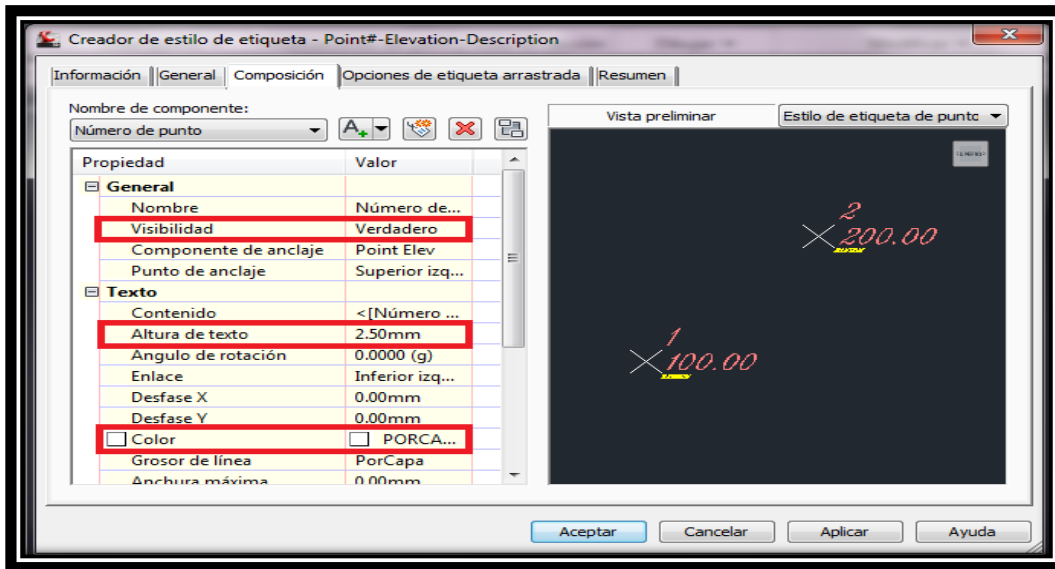 Creador de estilo de etiqueta - Point#-Elevation-Description
Información General Composición Opciones de etiqueta arrastrada Resumen
Nombre de componente:
Número de punto
Vista preliminar Estilo de etiqueta de punto
Propiedad Valor
General
Nombre Número de...
Visibilidad Verdadero
Componente de anclaje Point Elev
Punto de anclaje Superior izq...
Texto
Contenido <[Número ...
Altura de texto 2.50mm
Angulo de rotación 0.0000 (g)
Enlace Inferior izq...
Desfase X 0.00mm
Desfase Y 0.00mm
Color PORCA...
Grosor de línea PorCapa
Anchura máxima 0.00mm
2
200.00
1
100.00
Aceptar Cancelar Aplicar Ayuda